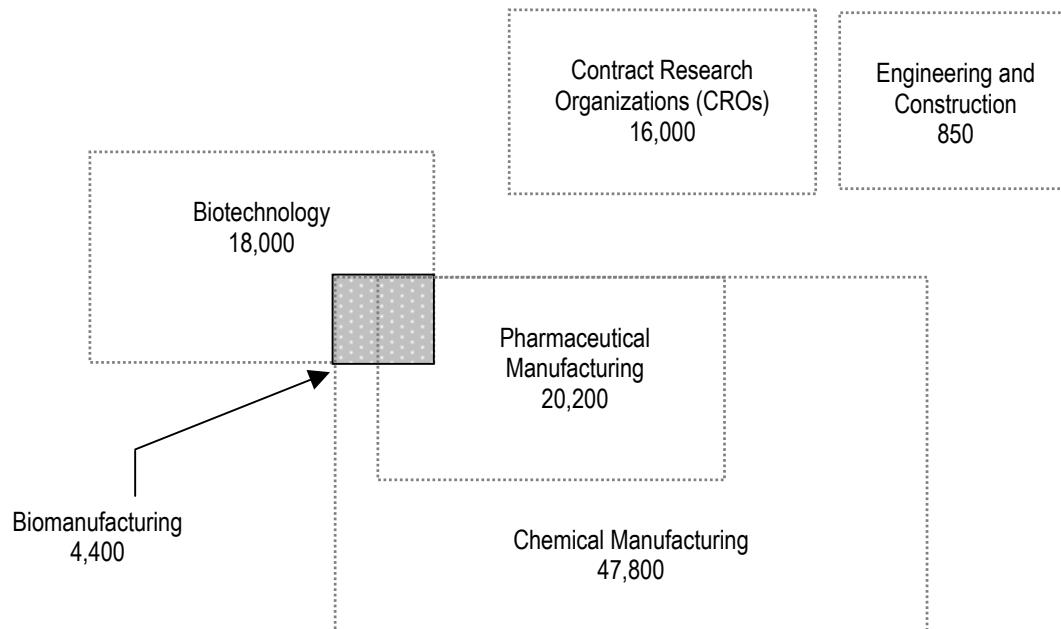 Contract Research
Organizations (CROs)
16,000
Engineering and
Construction
850
Biotechnology
18,000
Pharmaceutical
Manufacturing
20,200
Biomanufacturing
4,400
Chemical Manufacturing
47,800